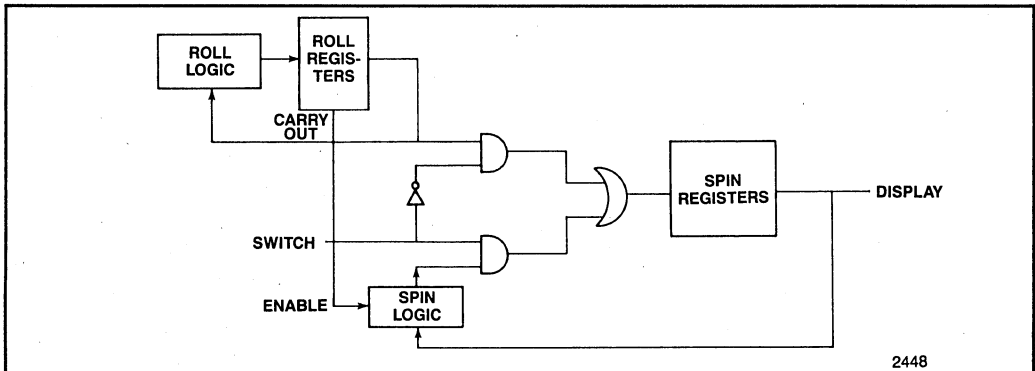 ROLL
LOGIC
ROLL
REGIS-
TERS
CARRY
OUT
SWITCH
ENABLE
SPIN
LOGIC
SPIN
REGISTERS
DISPLAY
2448